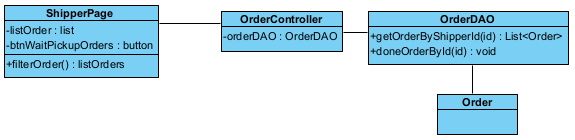 ShipperPage
-listOrder : list
-btnWaitPickupOrders : button
+filterOrder() : listOrders
OrderController
-orderDAO : OrderDAO
OrderDAO
+getOrderByShipperId(id) : List<Order>
+doneOrderById(id) : void
Order